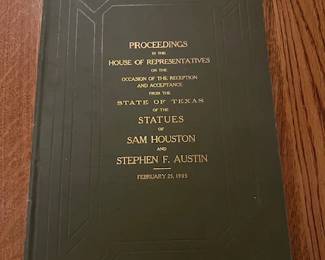 PROCEEDINGS
IN THE
HOUSE OF REPRESENTATIVES
ON THE
OCCASION OF THE RECEPTION
AND ACCEPTANCE
FROM THE
STATE OF TEXAS
OF THE
STATUES
OF
SAM HOUSTON
AND
STEPHEN F. AUSTIN
FEBRUARY 25, 1905